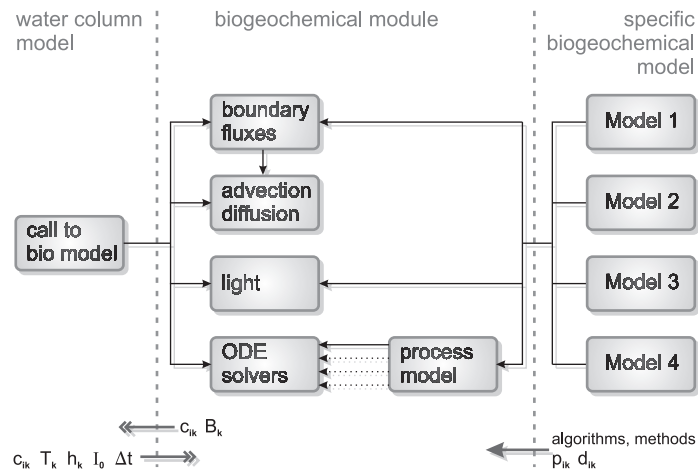 water column
model
biogeochemical module
specific
biogeochemical
model
boundary
fluxes
Model 1
advection
diffusion
Model 2
call to
bio model
light
Model 3
ODE
solvers
process
model
Model 4
c_ik B_k
c_ik T_k h_k I_0 Δt
algorithms, methods
p_ik d_ik